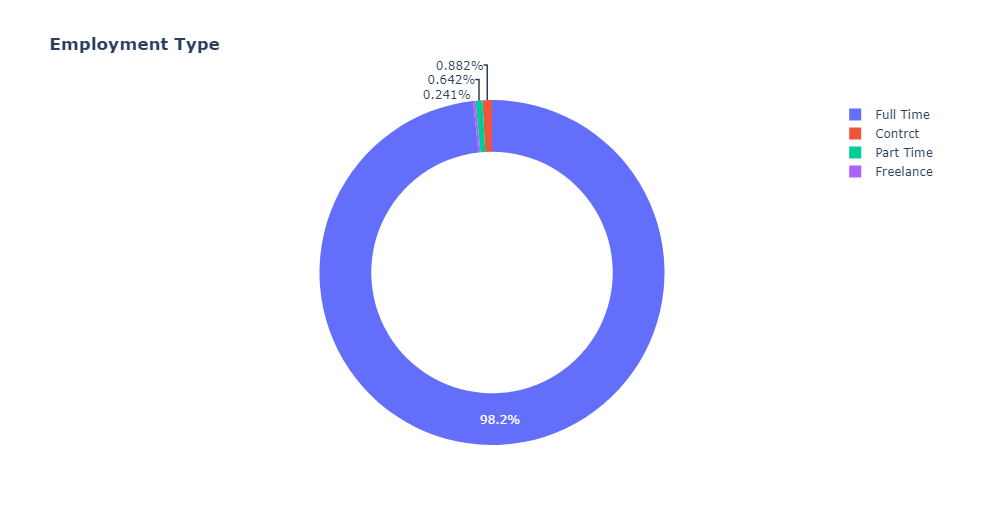 Employment Type
0.882%
0.642%
0.241%
Full Time
Contrct
Part Time
Freelance
98.2%